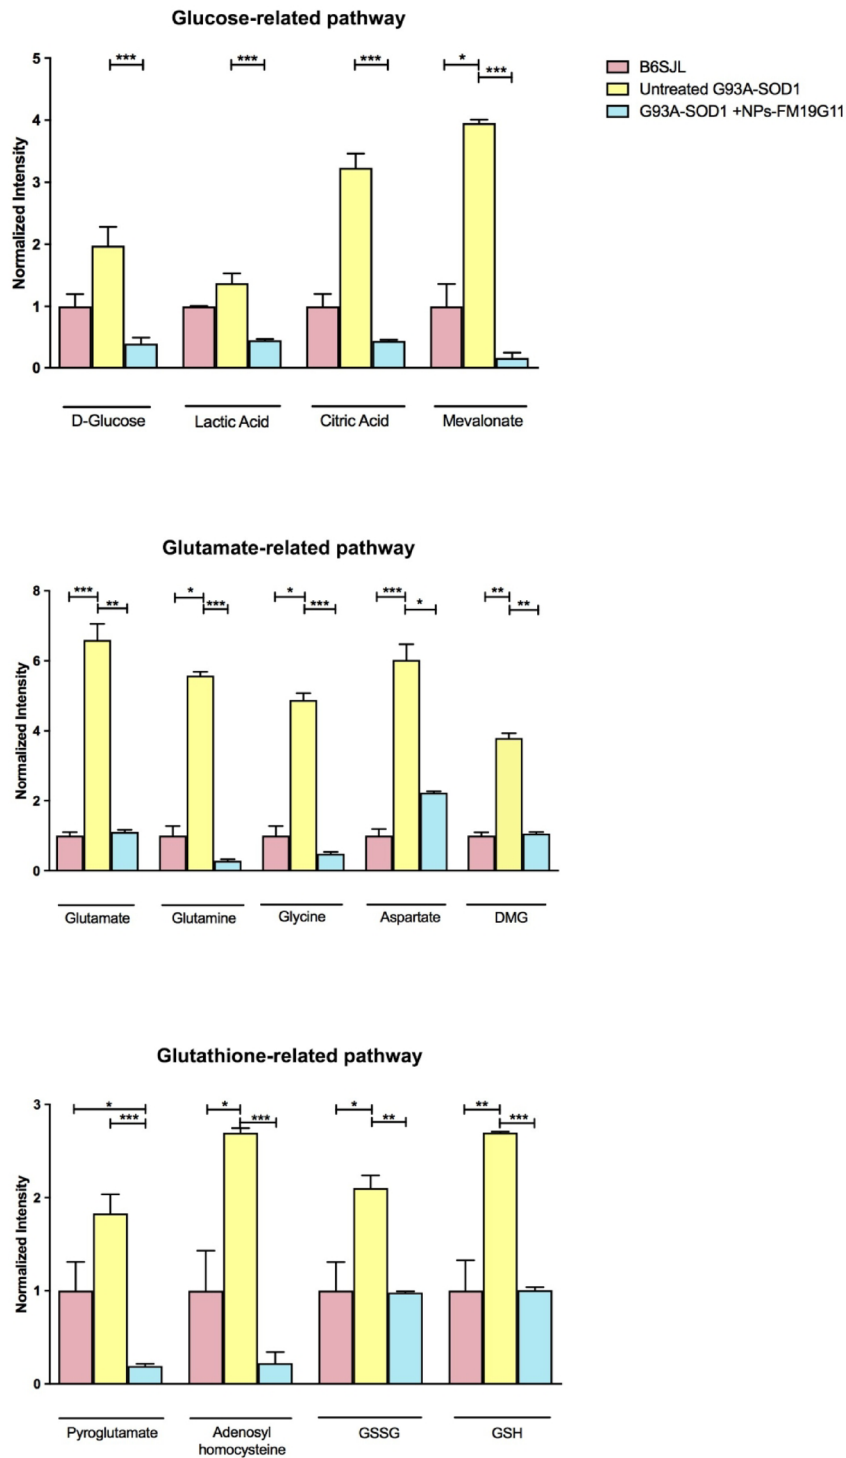 Glucose-related pathway
Normalized Intensity
5
4
3
2
1
0
*** *** *** * ***
D-Glucose Lactic Acid Citric Acid Mevalonate
B6SJL
Untreated G93A-SOD1
G93A-SOD1 +NPs-FM19G11
Glutamate-related pathway
Normalized Intensity
8
6
4
2
0
*** ** * *** * *** *** * ** **
Glutamate Glutamine Glycine Aspartate DMG
Glutathione-related pathway
Normalized Intensity
3
2
1
0
* * * **
*** *** ** ***
Pyroglutamate Adenosyl GSSG GSH
homocysteine